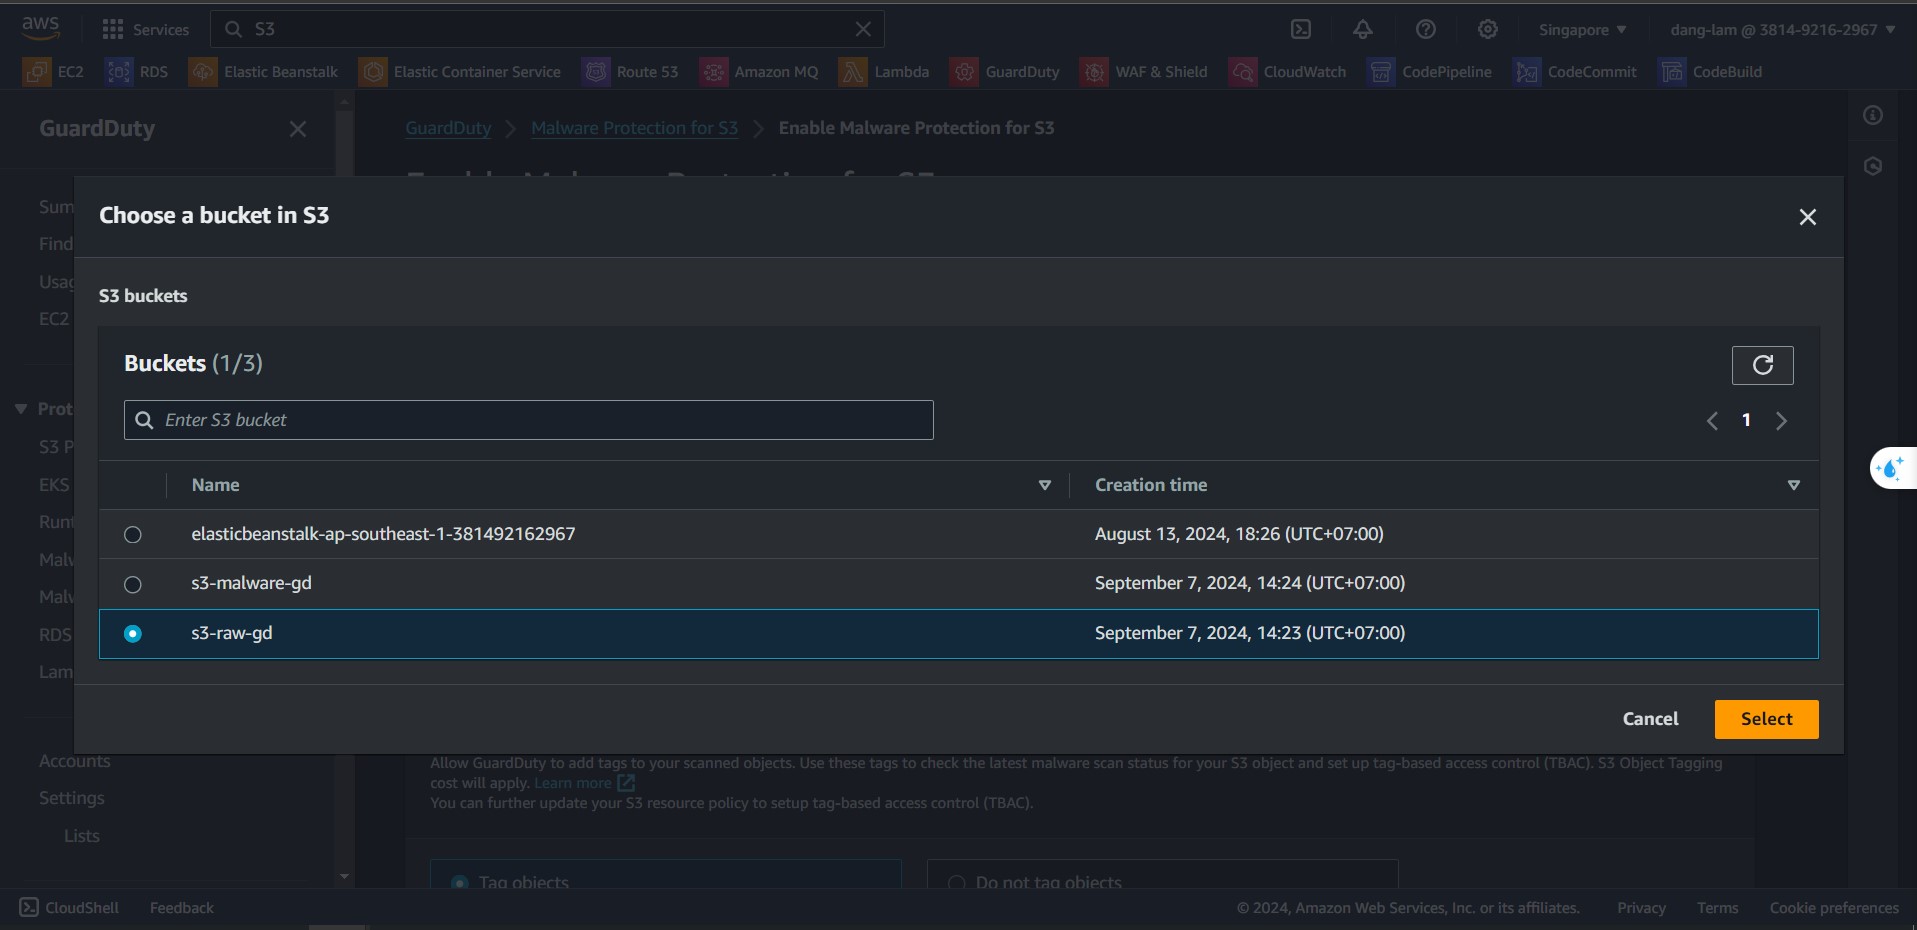 aws Services S3 Singapore dang-lam @ 3814-9216-2967
EC2 RDS Elastic Beanstalk Elastic Container Service Route 53 Amazon MQ Lambda GuardDuty WAF & Shield CloudWatch CodePipeline CodeCommit CodeBuild
GuardDuty
GuardDuty Malware Protection for S3 Enable Malware Protection for S3
Choose a bucket in S3
S3 buckets
Buckets (1/3)
Enter S3 bucket
1
Name Creation time
elasticbeanstalk-ap-southeast-1-381492162967 August 13, 2024, 18:26 (UTC+07:00)
s3-malware-gd September 7, 2024, 14:24 (UTC+07:00)
s3-raw-gd September 7, 2024, 14:23 (UTC+07:00)
Cancel Select
EC2
EKS
RDS
Accounts
Settings
Lists
Allow GuardDuty to add tags to your scanned objects. Use these tags to check the latest malware scan status for your S3 object and set up tag-based access control (TBAC). S3 Object Tagging
cost will apply. Learn more
You can further update your S3 resource policy to setup tag-based access control (TBAC).
Tag objects Do not tag objects
CloudShell Feedback © 2024, Amazon Web Services, Inc. or its affiliates. Privacy Terms Cookie preferences